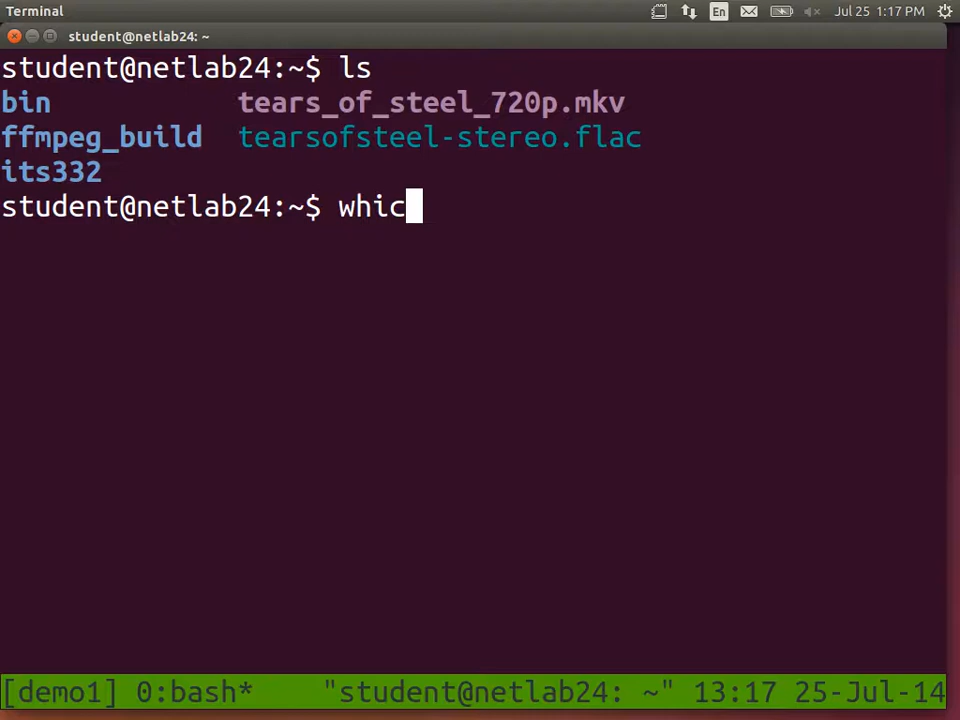 Terminal En Jul 25 1:17 PM
student@netlab24: ~
student@netlab24:~$ ls
bin tears_of_steel_720p.mkv
ffmpeg_build tearsofsteel-stereo.flac
its332
student@netlab24:~$ whic
[demo1] 0:bash* "student@netlab24: ~" 13:17 25-Jul-14